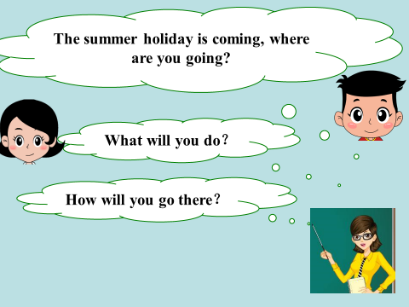 The summer holiday is coming, where
are you going?
What will you do？
How will you go there？